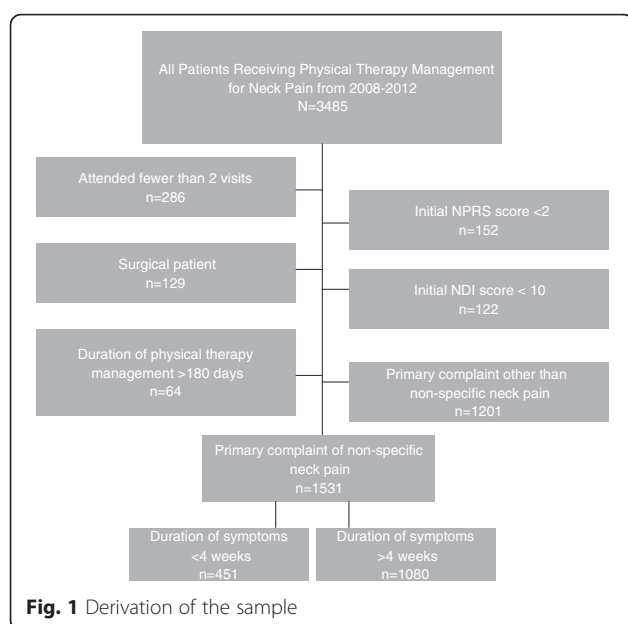 All Patients Receiving Physical Therapy Management
for Neck Pain from 2008-2012
N=3485
Attended fewer than 2 visits
n=286
Initial NPRS score <2
n=152
Surgical patient
n=129
Initial NDI score < 10
n=122
Duration of physical therapy
management >180 days
n=64
Primary complaint other than
non-specific neck pain
n=1201
Primary complaint of non-specific
neck pain
n=1531
Duration of symptoms
<4 weeks
n=451
Duration of symptoms
>4 weeks
n=1080
Fig. 1 Derivation of the sample